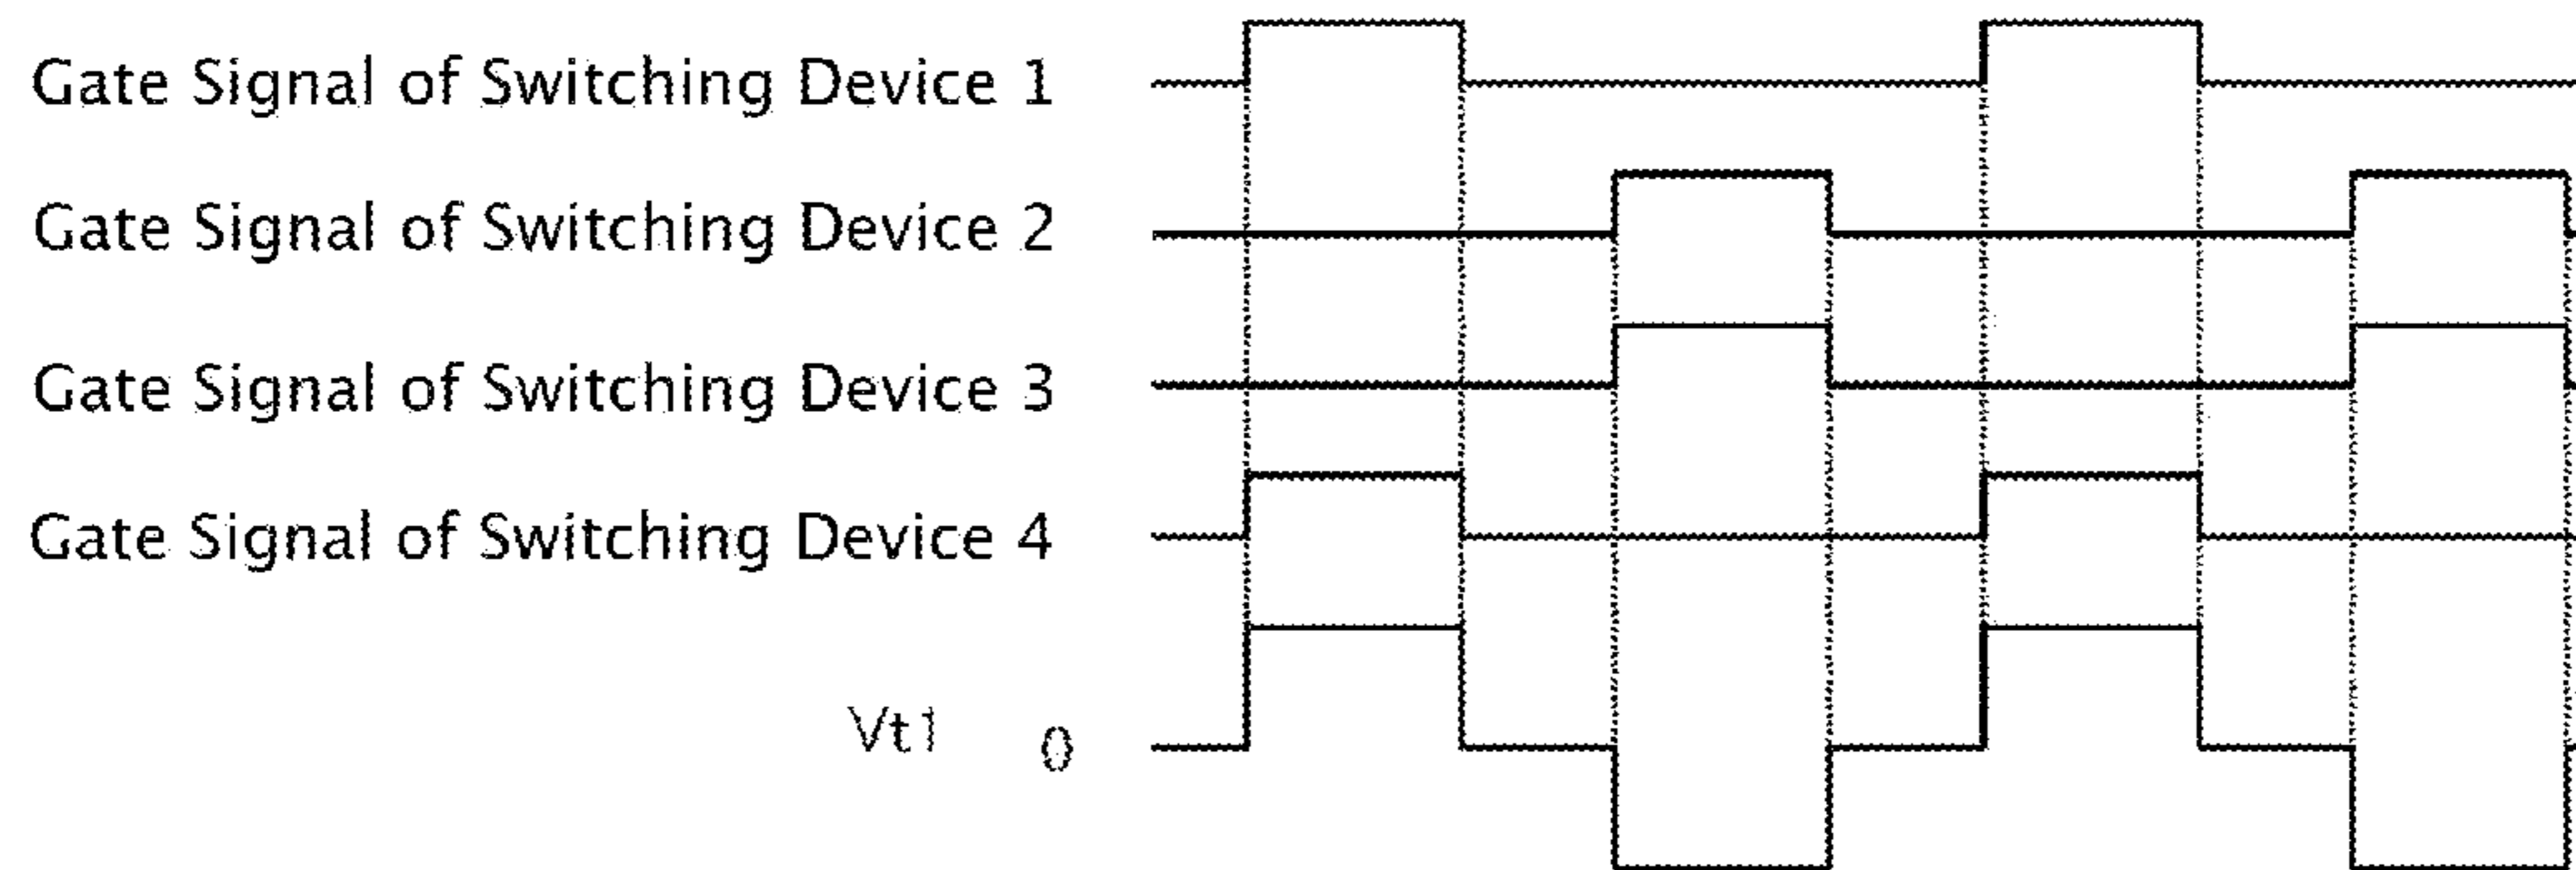 Gate Signal of Switching Device 1
Gate Signal of Switching Device 2
Gate Signal of Switching Device 3
Gate Signal of Switching Device 4
Vt1 0